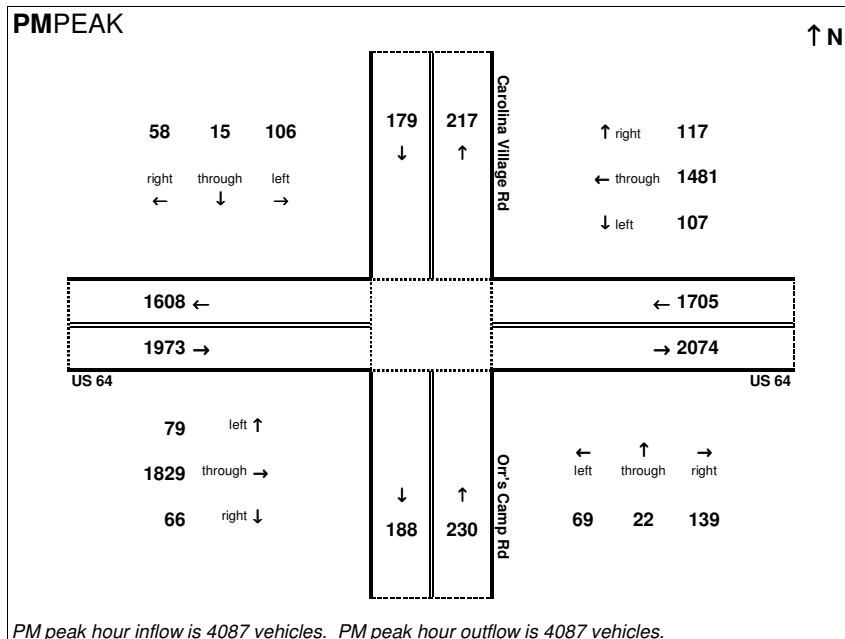 PMPEAK
↑ N
58 15 106
right through left
← ↓ →
179 217
↓ ↑
Carolina Village Rd
↑ right 117
← through 1481
↓ left 107
1608 ←
1973 →
← 1705
→ 2074
US 64
US 64
79 left ↑
1829 through →
66 right ↓
↓ ↑
188 230
Orr's Camp Rd
← ↑ →
left through right
69 22 139
PM peak hour inflow is 4087 vehicles. PM peak hour outflow is 4087 vehicles.